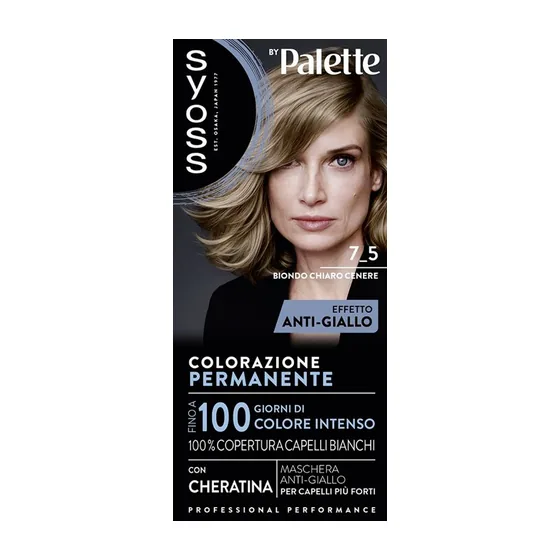 syoss
EST. OSAKA, JAPAN 1977
BY Palette
7_5
BIONDO CHIARO CENERE
EFFETTO
ANTI-GIALLO
COLORAZIONE
PERMANENTE
FINO A 100 GIORNI DI
COLORE INTENSO
100% COPERTURA CAPELLI BIANCHI
CON
CHERATINA
MASCHERA
ANTI-GIALLO
PER CAPELLI PIÙ FORTI
PROFESSIONAL PERFORMANCE